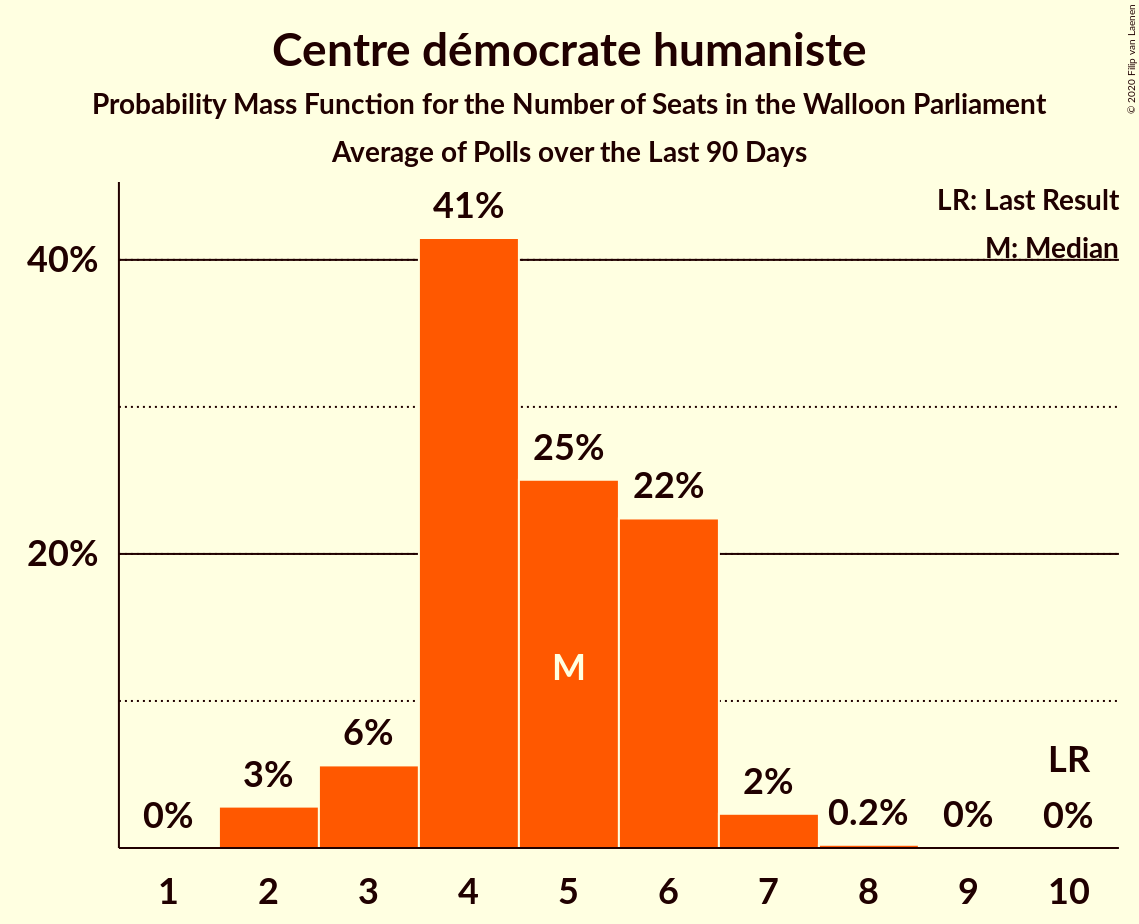 Centre démocrate humaniste
Probability Mass Function for the Number of Seats in the Walloon Parliament
Average of Polls over the Last 90 Days
© 2020 Filip van Laenen
LR: Last Result
M: Median
40%
20%
0%
3%
6%
41%
25%
22%
2%
0.2%
0%
0%
M
LR
1 2 3 4 5 6 7 8 9 10